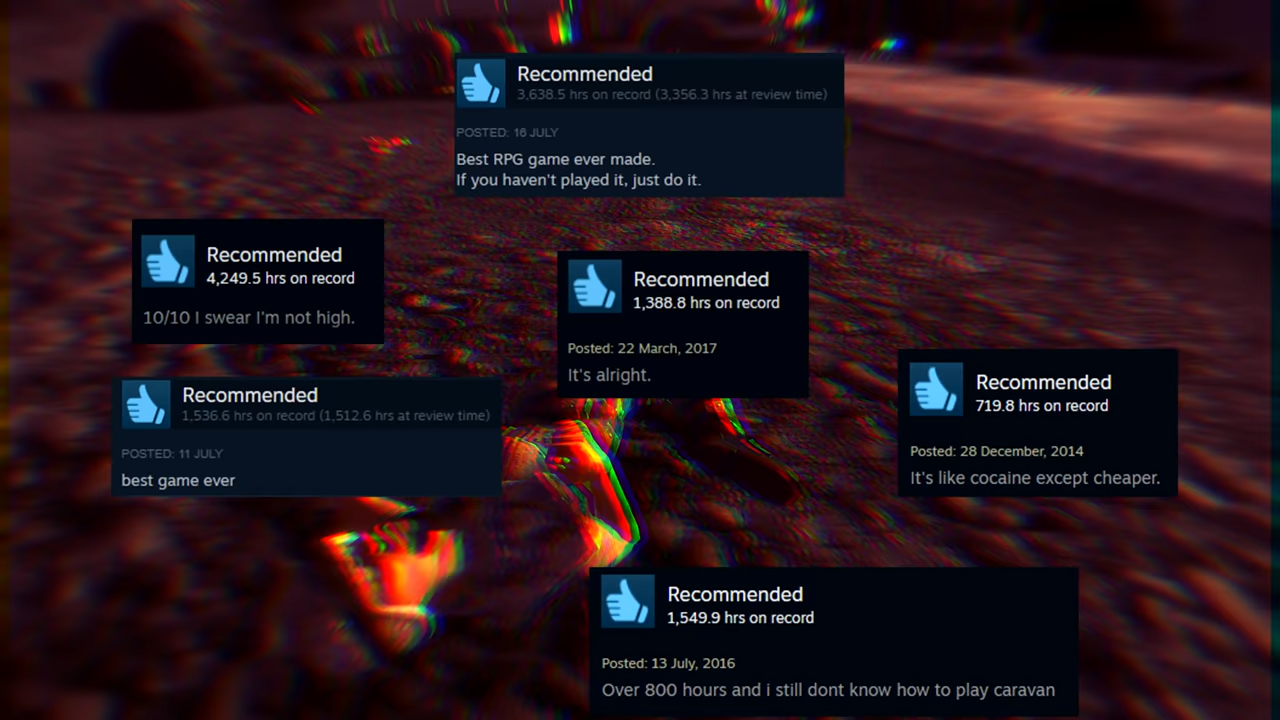 Recommended
3,638.5 hrs on record (3,356.3 hrs at review time)
POSTED: 16 JULY
Best RPG game ever made.
If you haven't played it, just do it.
Recommended
4,249.5 hrs on record
10/10 I swear I'm not high.
Recommended
1,388.8 hrs on record
Posted: 22 March, 2017
It's alright.
Recommended
719.8 hrs on record
Posted: 28 December, 2014
It's like cocaine except cheaper.
Recommended
1,536.6 hrs on record (1,512.6 hrs at review time)
POSTED: 11 JULY
best game ever
Recommended
1,549.9 hrs on record
Posted: 13 July, 2016
Over 800 hours and i still dont know how to play caravan